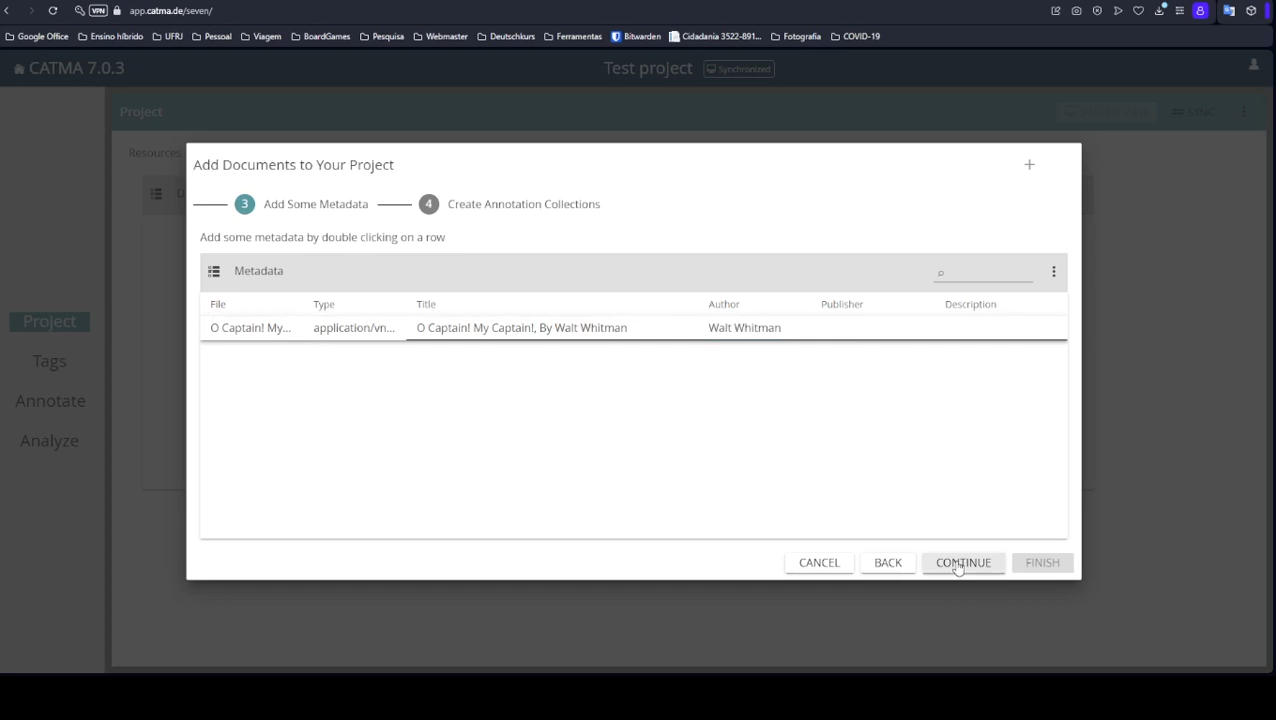 VPN app.catma.de/seven/
Google Office Ensino híbrido UFRJ Pessoal Viagem BoardGames Pesquisa Webmaster Deutschkurs Ferramentas Bitwarden Cidadania 3522-891... Fotografia COVID-19
CATMA 7.0.3 Test project Synchronized
Project SYNC
Resources
Add Documents to Your Project
3 Add Some Metadata 4 Create Annotation Collections
Add some metadata by double clicking on a row
Metadata
File Type Title Author Publisher Description
O Captain! My... application/vn... O Captain! My Captain!, By Walt Whitman Walt Whitman
Project
Tags
Annotate
Analyze
CANCEL BACK CONTINUE FINISH